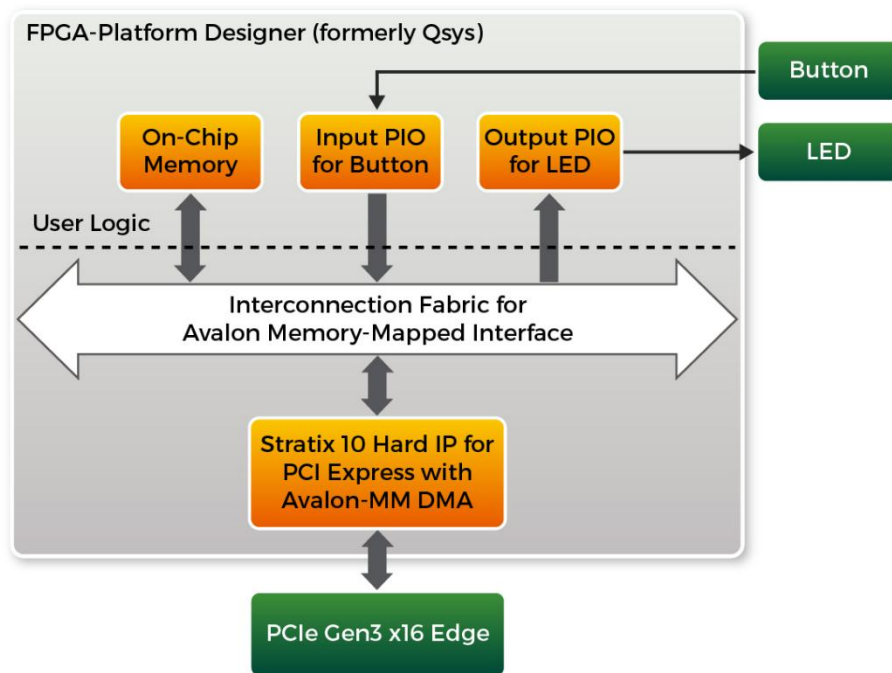 FPGA-Platform Designer (formerly Qsys)
Button
LED
On-Chip
Memory
Input PIO
for Button
Output PIO
for LED
User Logic
Interconnection Fabric for
Avalon Memory-Mapped Interface
Stratix 10 Hard IP for
PCI Express with
Avalon-MM DMA
PCIe Gen3 x16 Edge